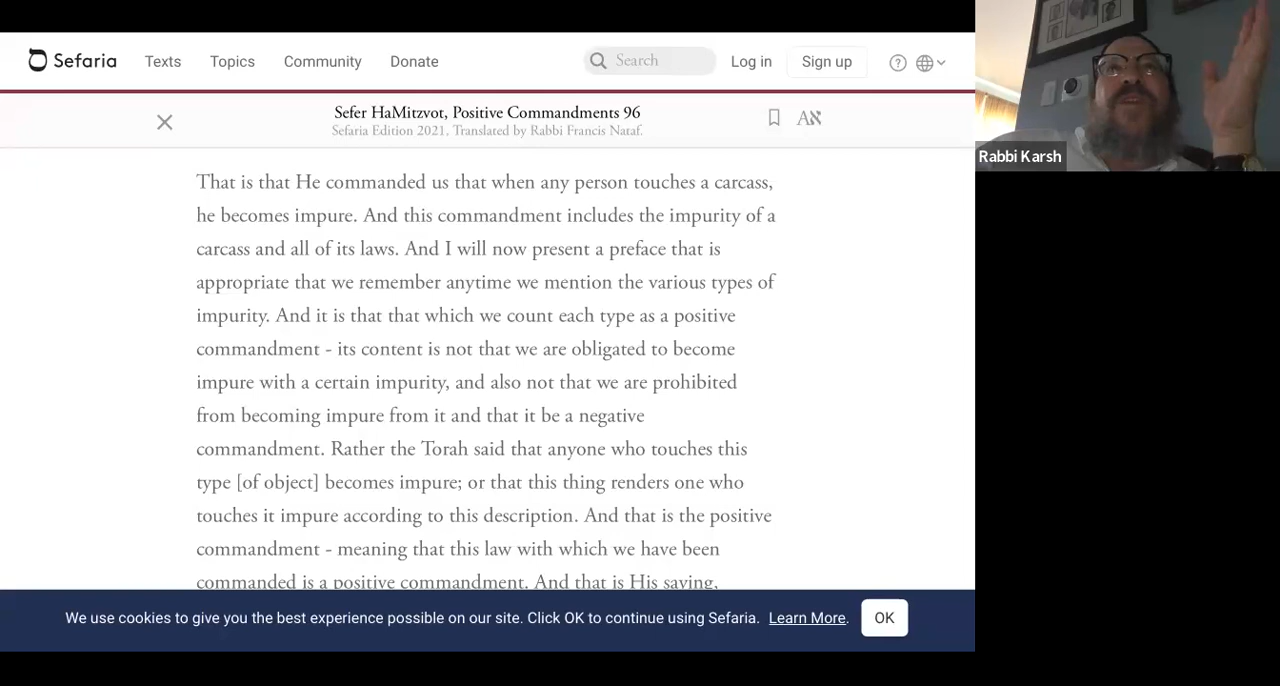 Sefaria Texts Topics Community Donate Search Log in Sign up
Sefer HaMitzvot, Positive Commandments 96
Sefaria Edition 2021, Translated by Rabbi Francis Nataf.
Aא
Rabbi Karsh
That is that He commanded us that when any person touches a carcass,
he becomes impure. And this commandment includes the impurity of a
carcass and all of its laws. And I will now present a preface that is
appropriate that we remember anytime we mention the various types of
impurity. And it is that that which we count each type as a positive
commandment - its content is not that we are obligated to become
impure with a certain impurity, and also not that we are prohibited
from becoming impure from it and that it be a negative
commandment. Rather the Torah said that anyone who touches this
type [of object] becomes impure; or that this thing renders one who
touches it impure according to this description. And that is the positive
commandment - meaning that this law with which we have been
commanded is a positive commandment. And that is His saying,
We use cookies to give you the best experience possible on our site. Click OK to continue using Sefaria. Learn More. OK